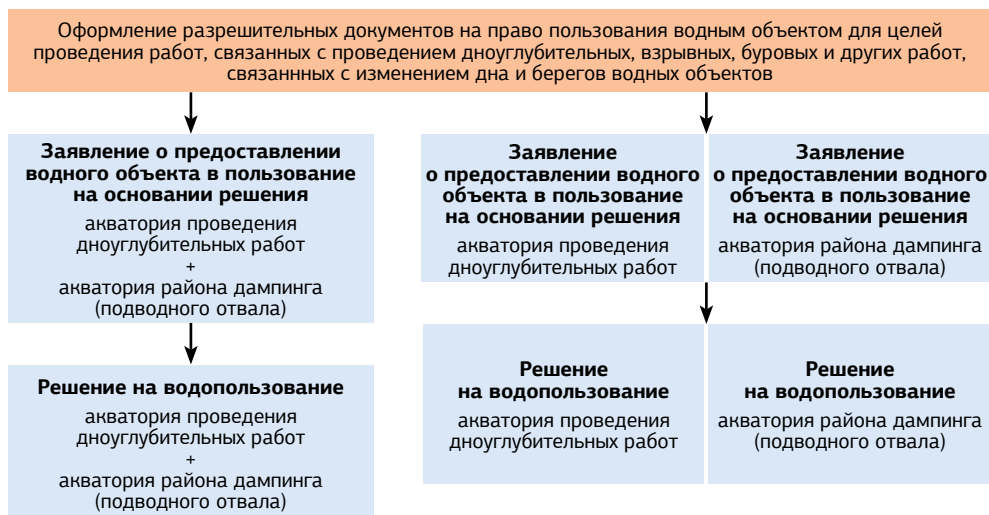 Оформление разрешительных документов на право пользования водным объектом для целей
проведения работ, связанных с проведением дноуглубительных, взрывных, буровых и других работ,
связаннных с изменением дна и берегов водных объектов
Заявление о предоставлении
водного объекта в пользование
на основании решения
акватория проведения
дноуглубительных работ
+
акватория района дампинга
(подводного отвала)
Решение на водопользование
акватория проведения
дноуглубительных работ
+
акватория района дампинга
(подводного отвала)
Заявление
о предоставлении водного
объекта в пользование
на основании решения
акватория проведения
дноуглубительных работ
Заявление
о предоставлении водного
объекта в пользование
на основании решения
акватория района дампинга
(подводного отвала)
Решение
на водопользование
акватория проведения
дноуглубительных работ
Решение
на водопользование
акватория района дампинга
(подводного отвала)